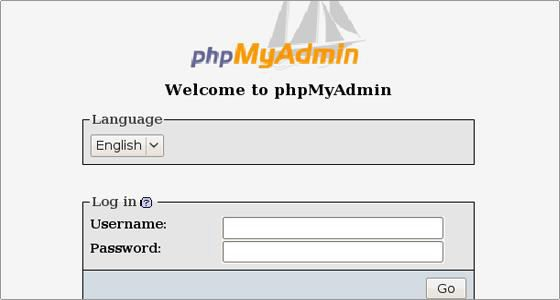 phpMyAdmin
Welcome to phpMyAdmin
Language
English
Log in
Username:
Password:
Go